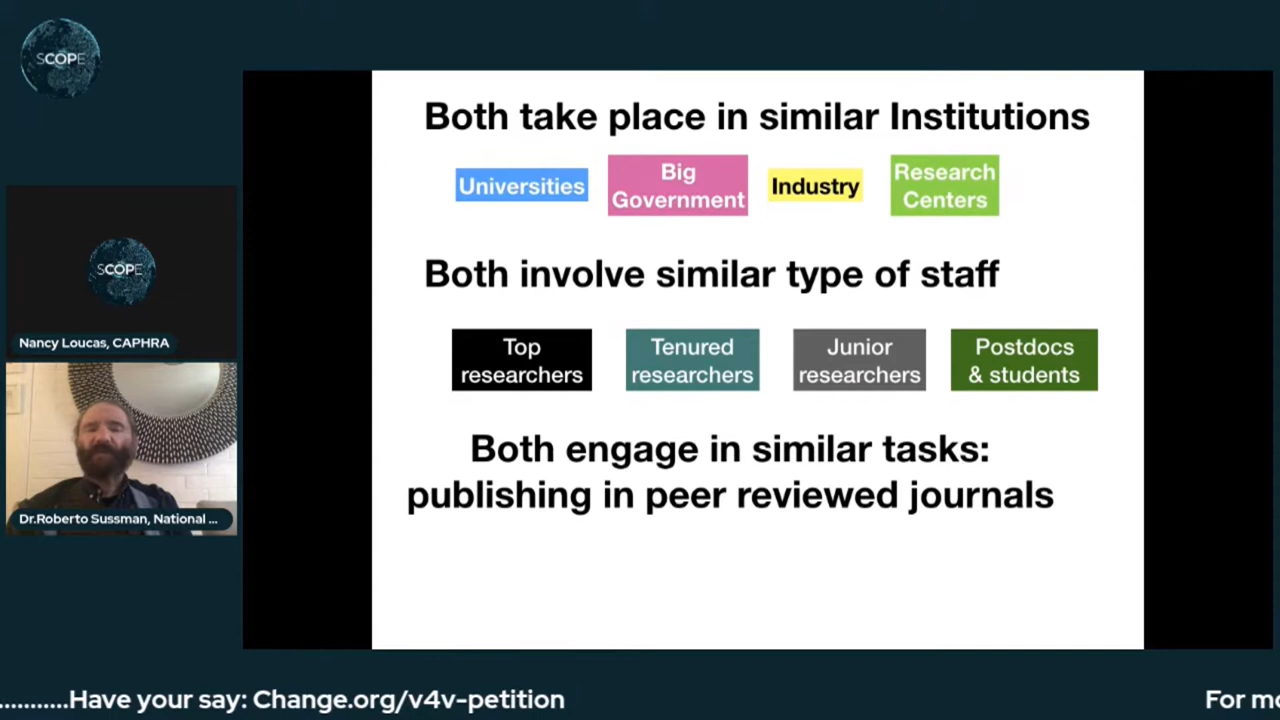 SCOPE
Both take place in similar Institutions
Universities
Big
Government
Industry
Research
Centers
Both involve similar type of staff
Top
researchers
Tenured
researchers
Junior
researchers
Postdocs
& students
Both engage in similar tasks:
publishing in peer reviewed journals
SCOPE
Nancy Loucas, CAPHRA
Dr.Roberto Sussman, National ...
...........Have your say: Change.org/v4v-petition
For mo